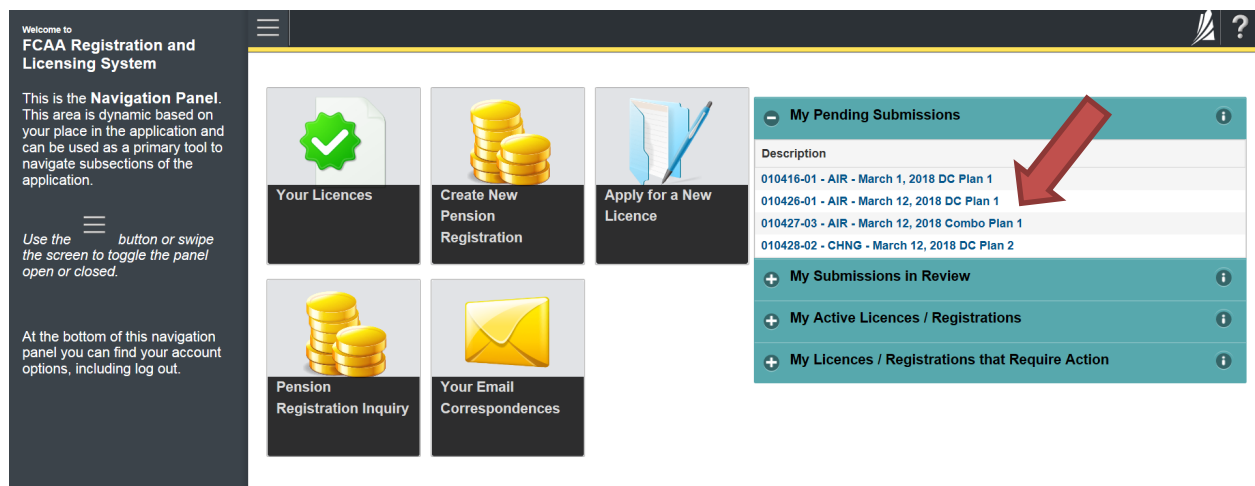 Welcome to
FCAA Registration and
Licensing System
This is the Navigation Panel.
This area is dynamic based on
your place in the application and
can be used as a primary tool to
navigate subsections of the
application.
Use the button or swipe
the screen to toggle the panel
open or closed.
At the bottom of this navigation
panel you can find your account
options, including log out.
?
Your Licences
Create New
Pension
Registration
Apply for a New
Licence
Pension
Registration Inquiry
Your Email
Correspondences
My Pending Submissions
Description
010416-01 - AIR - March 1, 2018 DC Plan 1
010426-01 - AIR - March 12, 2018 DC Plan 1
010427-03 - AIR - March 12, 2018 Combo Plan 1
010428-02 - CHNG - March 12, 2018 DC Plan 2
My Submissions in Review
My Active Licences / Registrations
My Licences / Registrations that Require Action